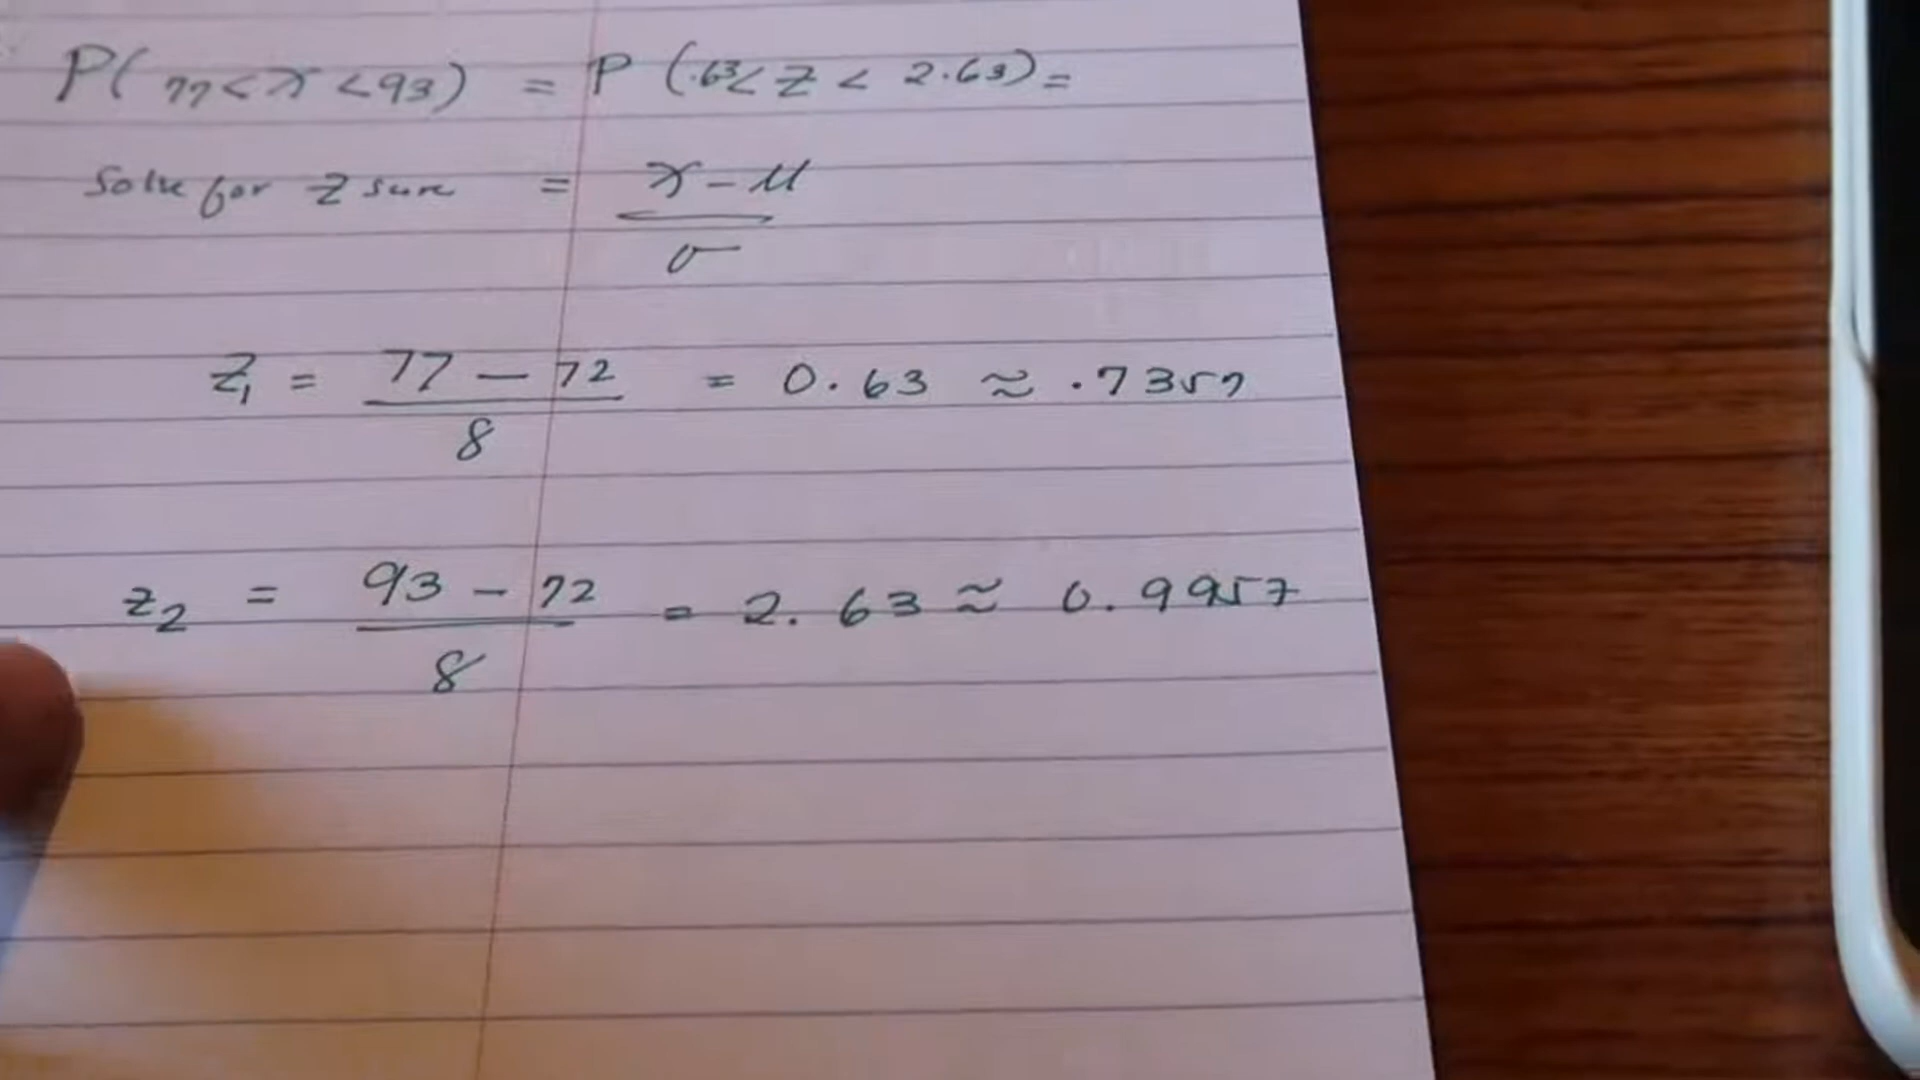 P( 77 < x < 93) = P (.63 < Z < 2.63) =
Solve for Z sure = x - μ / σ
Z₁ = 77 - 72 / 8 = 0.63 ≈ .7357
z₂ = 93 - 72 / 8 = 2.63 ≈ 0.9957